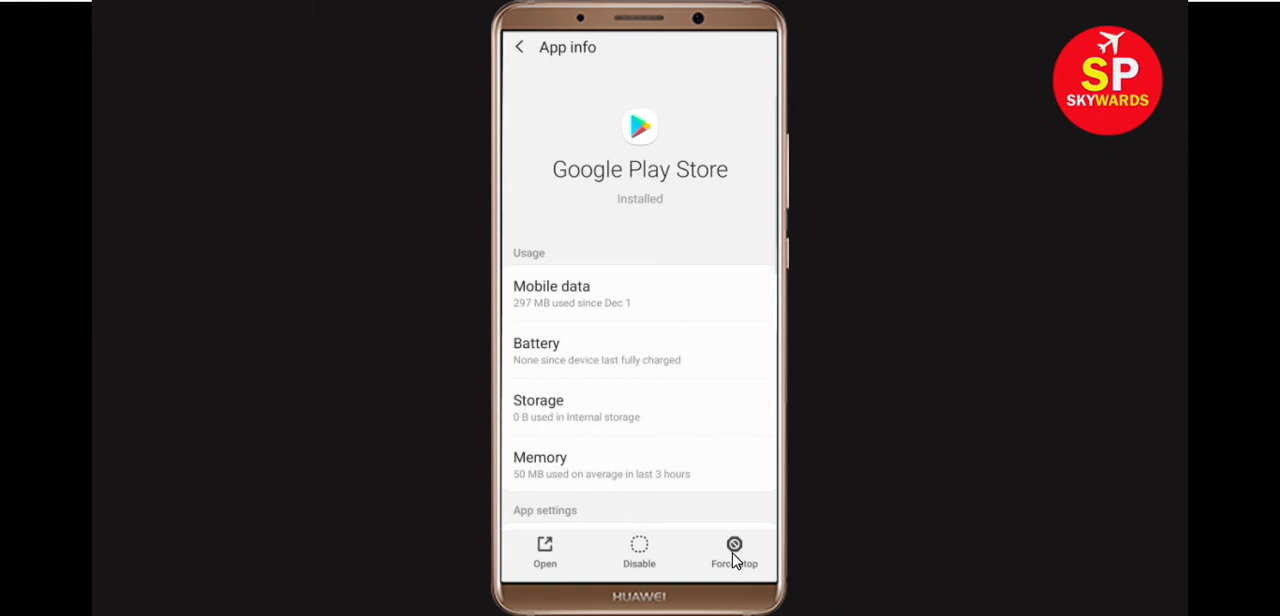 App info
SP
SKYWARDS
Google Play Store
Installed
Usage
Mobile data
297 MB used since Dec 1
Battery
None since device last fully charged
Storage
0 B used in Internal storage
Memory
50 MB used on average in last 3 hours
App settings
Open
Disable
Force stop
HUAWEI